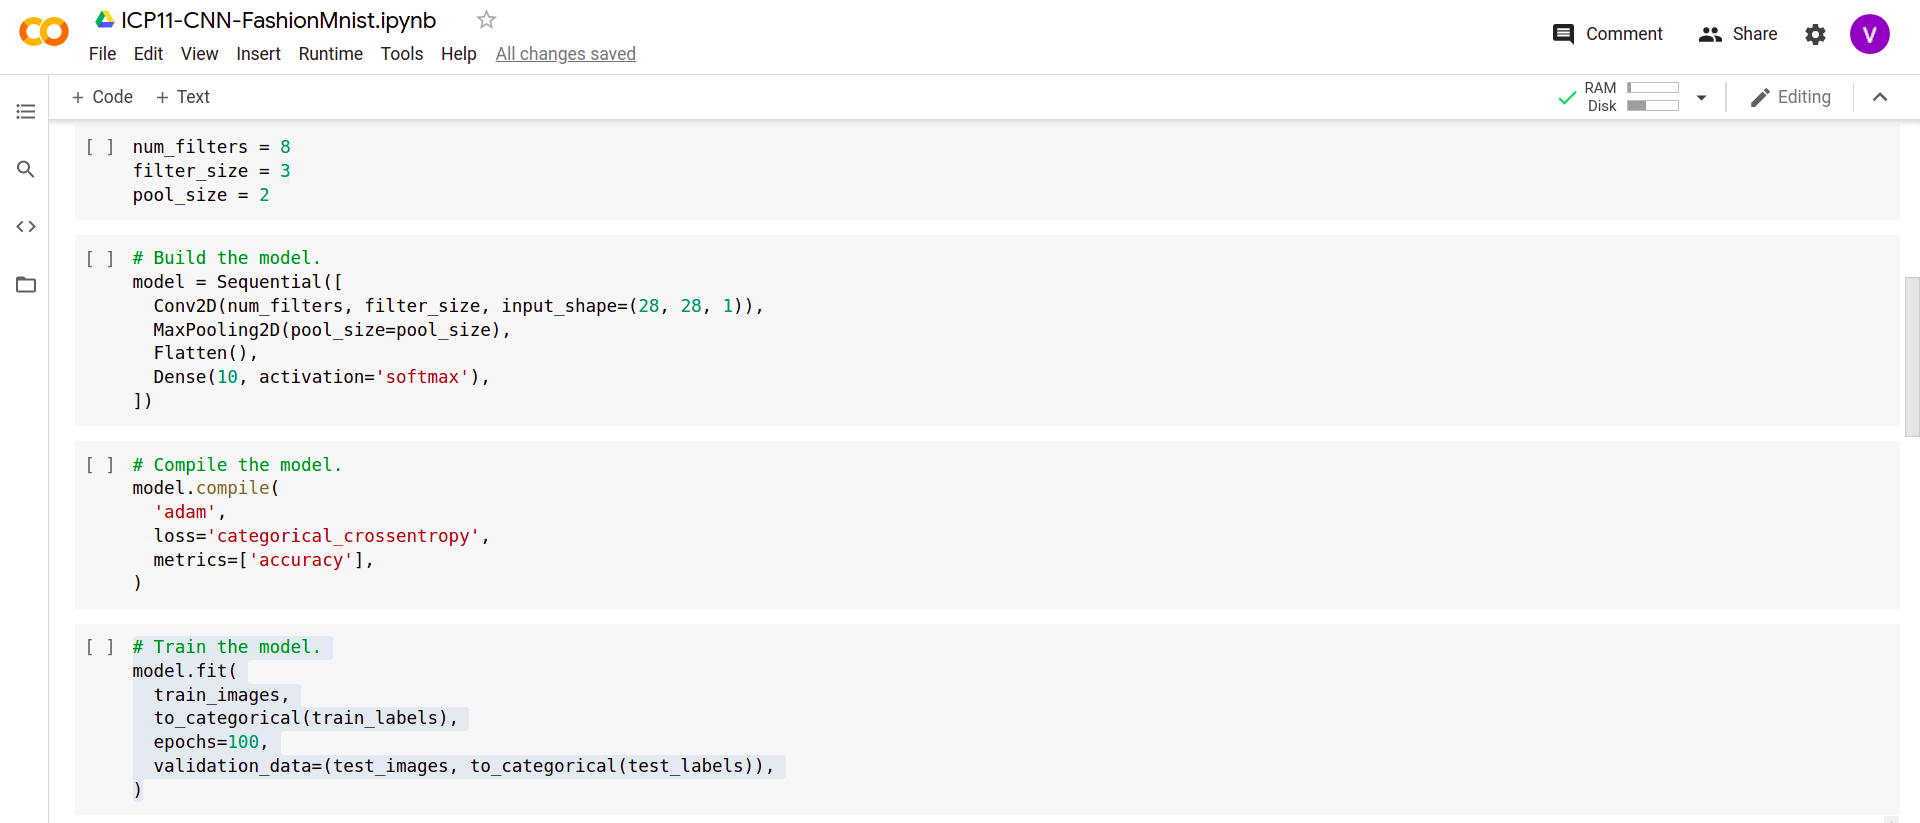 ICP11-CNN-FashionMnist.ipynb
File Edit View Insert Runtime Tools Help All changes saved
Comment Share V
+ Code + Text
RAM
Disk
Editing
[ ] num_filters = 8
filter_size = 3
pool_size = 2
[ ] # Build the model.
model = Sequential([
  Conv2D(num_filters, filter_size, input_shape=(28, 28, 1)),
  MaxPooling2D(pool_size=pool_size),
  Flatten(),
  Dense(10, activation='softmax'),
])
[ ] # Compile the model.
model.compile(
  'adam',
  loss='categorical_crossentropy',
  metrics=['accuracy'],
)
[ ] # Train the model.
model.fit(
  train_images,
  to_categorical(train_labels),
  epochs=100,
  validation_data=(test_images, to_categorical(test_labels)),
)